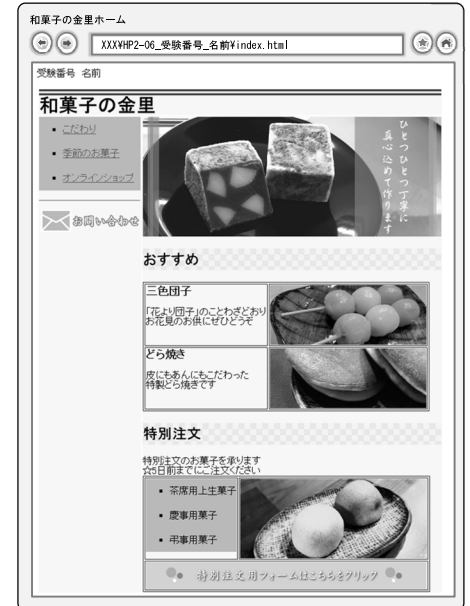 和菓子の金里ホーム
XXX¥HP2-06_受験番号_名前¥index.html
受験番号 名前
和菓子の金里
こだわり
季節のお菓子
オンラインショップ
お問い合わせ
ひとつひとつ丁寧に
真心込めて作ります
おすすめ
三色団子
「花より団子」のことわざどおり
お花見のお供にぜひどうぞ
どら焼き
皮にもあんにもこだわった
特製どら焼きです
特別注文
特別注文のお菓子を承ります
☆5日前までにご注文ください
茶席用上生菓子
慶事用菓子
弔事用菓子
特別注文用フォームはこちらをクリック